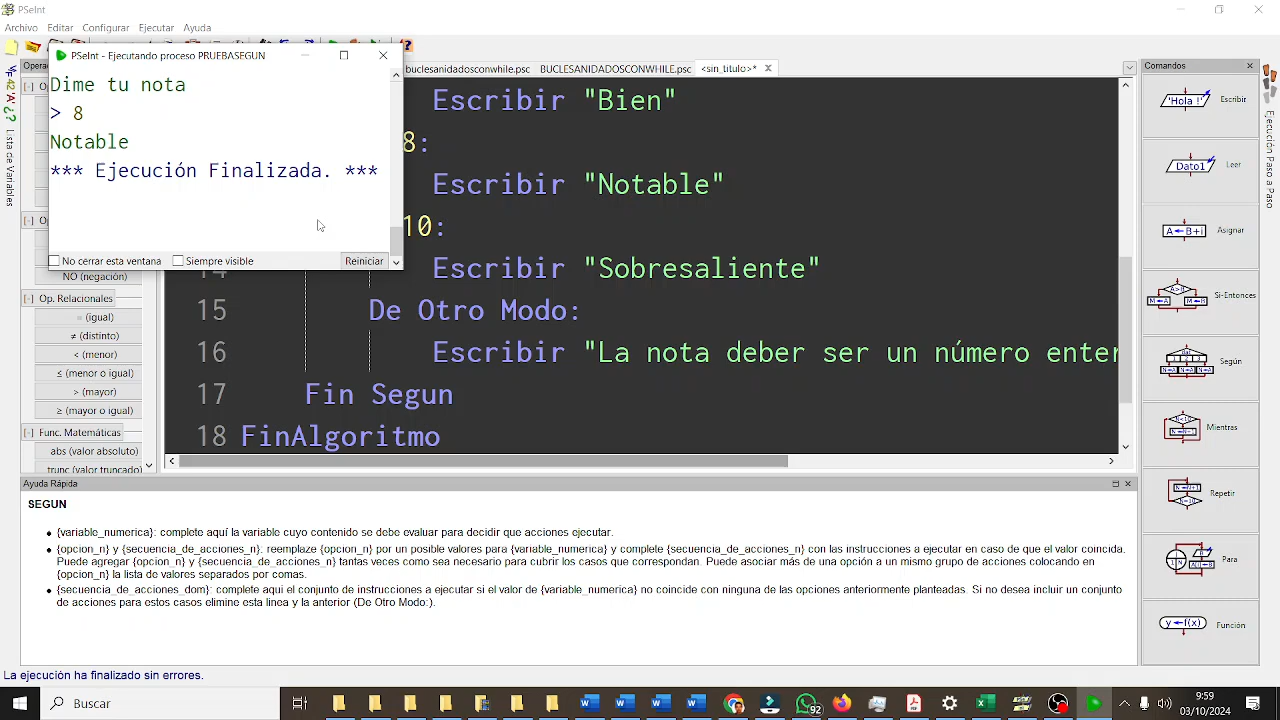 PSeInt
Archivo Editar Configurar Ejecutar Ayuda
PSeInt - Ejecutando proceso PRUEBASEGUN
Dime tu nota
> 8
Notable
*** Ejecución Finalizada. ***
No cerrar esta ventana
Siempre visible
Reiniciar
buclesanidadosconwhile.psc
BUCLESANIDADOSCONWHILE.psc
<sin_titulo>*
Lista de Variables
NO (negación)
Op. Relacionales
= (igual)
≠ (distinto)
< (menor)
≤ (menor o igual)
> (mayor)
≥ (mayor o igual)
Func. Matemáticas
abs (valor absoluto)
trunc (valor truncado)
Escribir "Bien"
8:
Escribir "Notable"
10:
Escribir "Sobresaliente"
15 De Otro Modo:
16 Escribir "La nota deber ser un número enter
17 Fin Segun
18 FinAlgoritmo
Comandos
'Hola !'
Escribir
Dato1
Leer
A←B+i
Asignar
Si-Entonces
Según
Mientras
Repetir
Para
y←f(x)
Función
Ejecución Paso a Paso
Ayuda Rápida
SEGUN
{variable_numerica}: complete aquí la variable cuyo contenido se debe evaluar para decidir que acciones ejecutar.
{opcion_n} y {secuencia_de_acciones_n}: reemplaze {opcion_n} por un posible valores para {variable_numerica} y complete {secuencia_de_acciones_n} con las instrucciones a ejecutar en caso de que el valor coincida.
Puede agregar {opcion_n} y {secuencia_de_acciones_n} tantas veces como sea necesario para cubrir los casos que correspondan. Puede asociar más de una opción a un mismo grupo de acciones colocando en
{opcion_n} la lista de valores separados por comas.
{secuencia_de_acciones_dom}: complete aqui el conjunto de instrucciones a ejecutar si el valor de {variable_numerica} no coincide con ninguna de las opciones anteriormente planteadas. Si no desea incluir un conjunto
de acciones para estos casos elimine esta linea y la anterior (De Otro Modo:).
La ejecución ha finalizado sin errores.
Buscar
92
9:59
03/10/2024